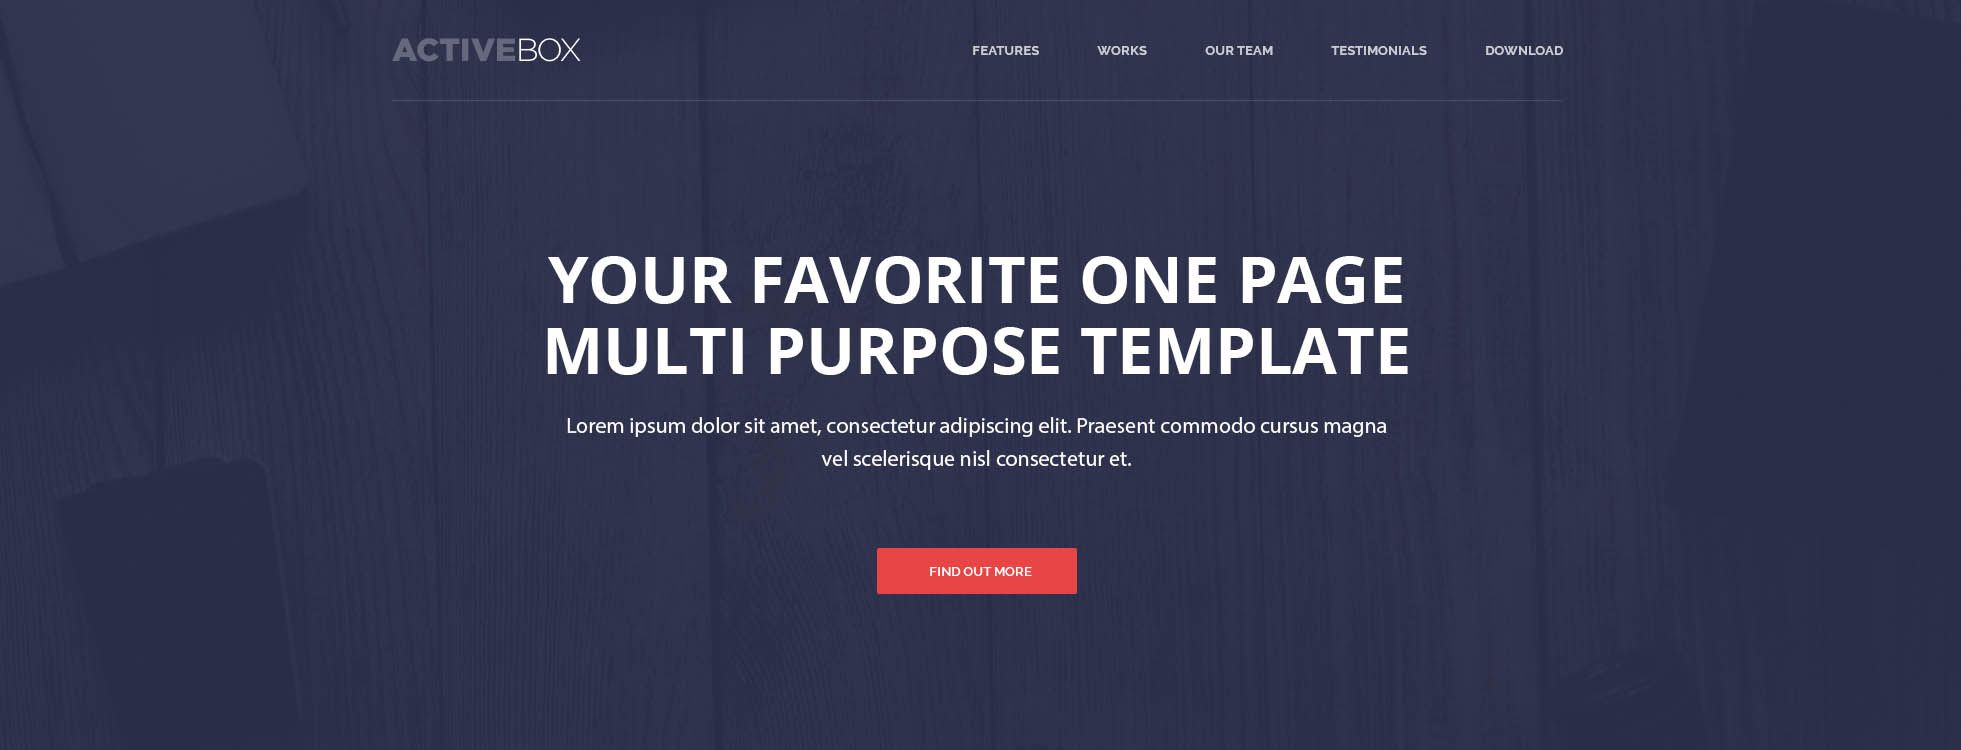 ACTIVEBOX
FEATURES WORKS OUR TEAM TESTIMONIALS DOWNLOAD
YOUR FAVORITE ONE PAGE
MULTI PURPOSE TEMPLATE
Lorem ipsum dolor sit amet, consectetur adipiscing elit. Praesent commodo cursus magna
vel scelerisque nisl consectetur et.
FIND OUT MORE